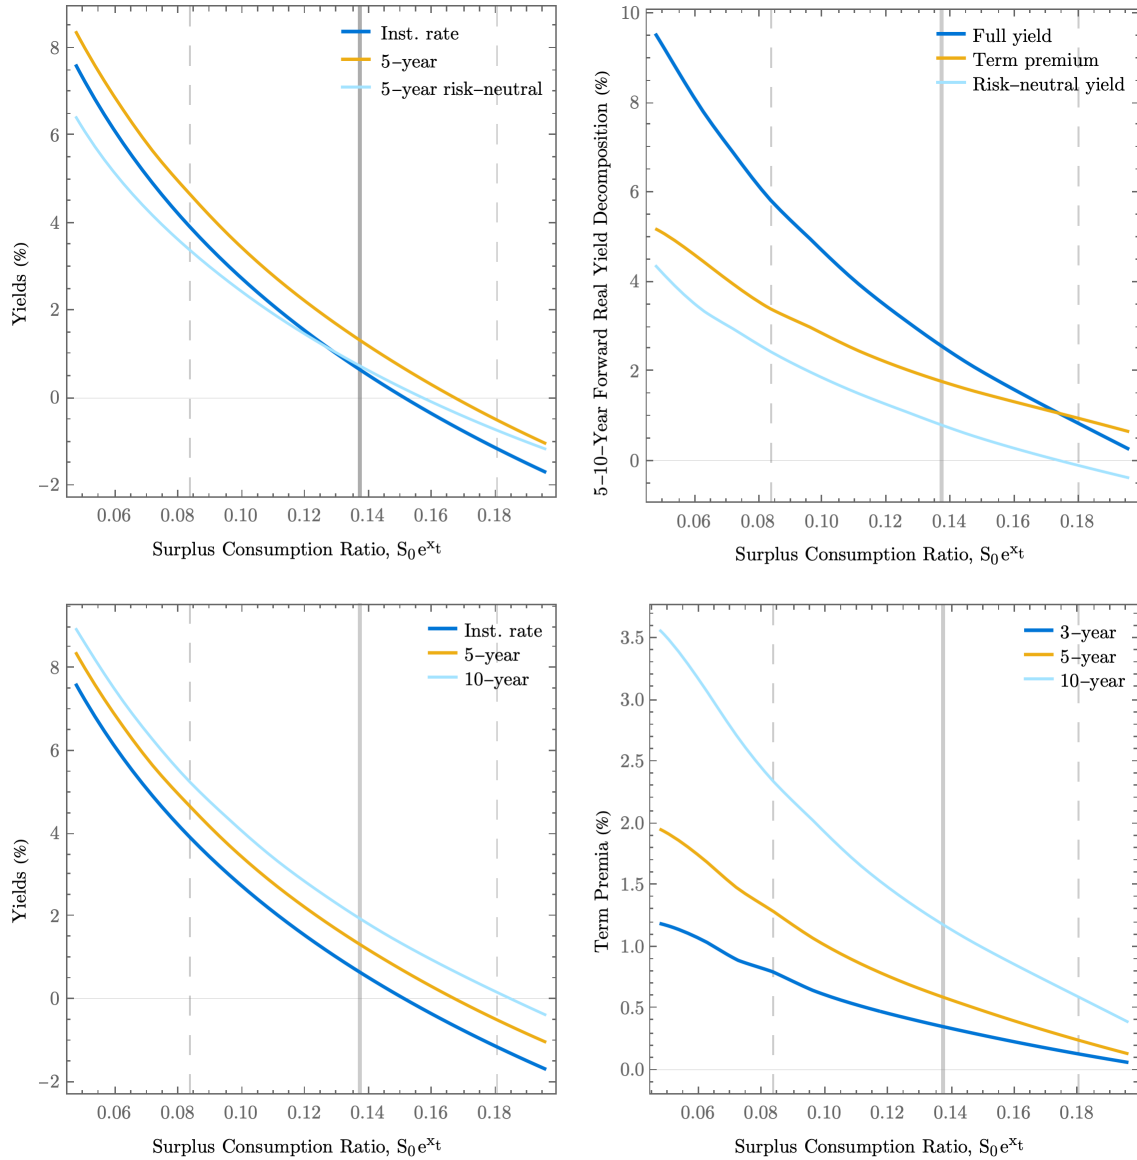 Inst. rate
5−year
5−year risk−neutral
Yields (%)
8
6
4
2
0
−2
0.06 0.08 0.10 0.12 0.14 0.16 0.18
Surplus Consumption Ratio, S₀eˣᵗ
Full yield
Term premium
Risk−neutral yield
5−10−Year Forward Real Yield Decomposition (%)
10
8
6
4
2
0
0.06 0.08 0.10 0.12 0.14 0.16 0.18
Surplus Consumption Ratio, S₀eˣᵗ
Inst. rate
5−year
10−year
Yields (%)
8
6
4
2
0
−2
0.06 0.08 0.10 0.12 0.14 0.16 0.18
Surplus Consumption Ratio, S₀eˣᵗ
3−year
5−year
10−year
Term Premia (%)
3.5
3.0
2.5
2.0
1.5
1.0
0.5
0.0
0.06 0.08 0.10 0.12 0.14 0.16 0.18
Surplus Consumption Ratio, S₀eˣᵗ